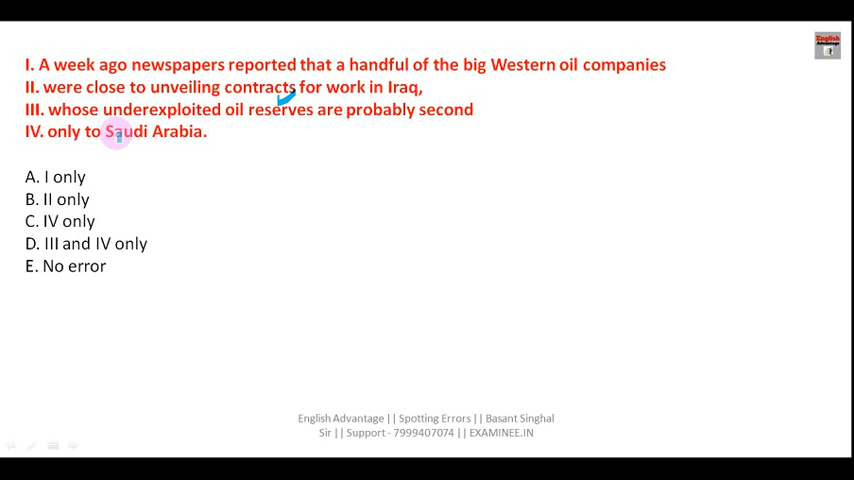 English
Advantage
I. A week ago newspapers reported that a handful of the big Western oil companies
II. were close to unveiling contracts for work in Iraq,
III. whose underexploited oil reserves are probably second
IV. only to Saudi Arabia.
A. I only
B. II only
C. IV only
D. III and IV only
E. No error
English Advantage || Spotting Errors || Basant Singhal
Sir || Support - 7999407074 || EXAMINEE.IN